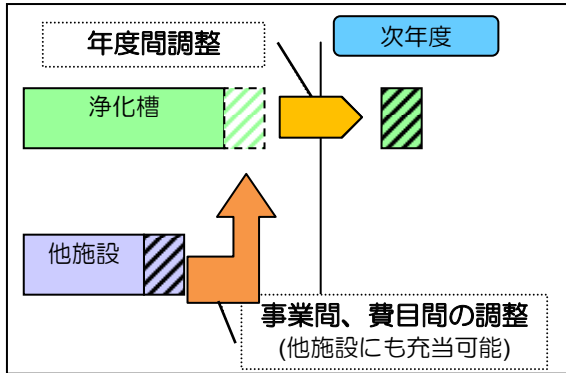 年度間調整
次年度
浄化槽
他施設
事業間、費目間の調整
(他施設にも充当可能)